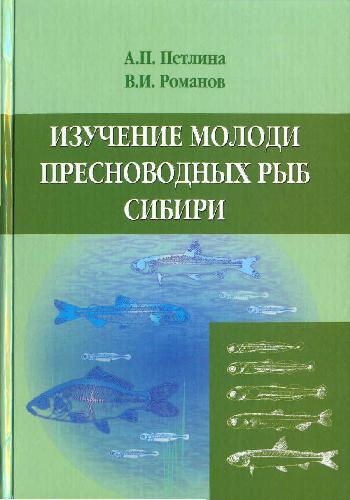 А.П. Петлина
В.И. Романов
ИЗУЧЕНИЕ МОЛОДИ
ПРЕСНОВОДНЫХ РЫБ
СИБИРИ